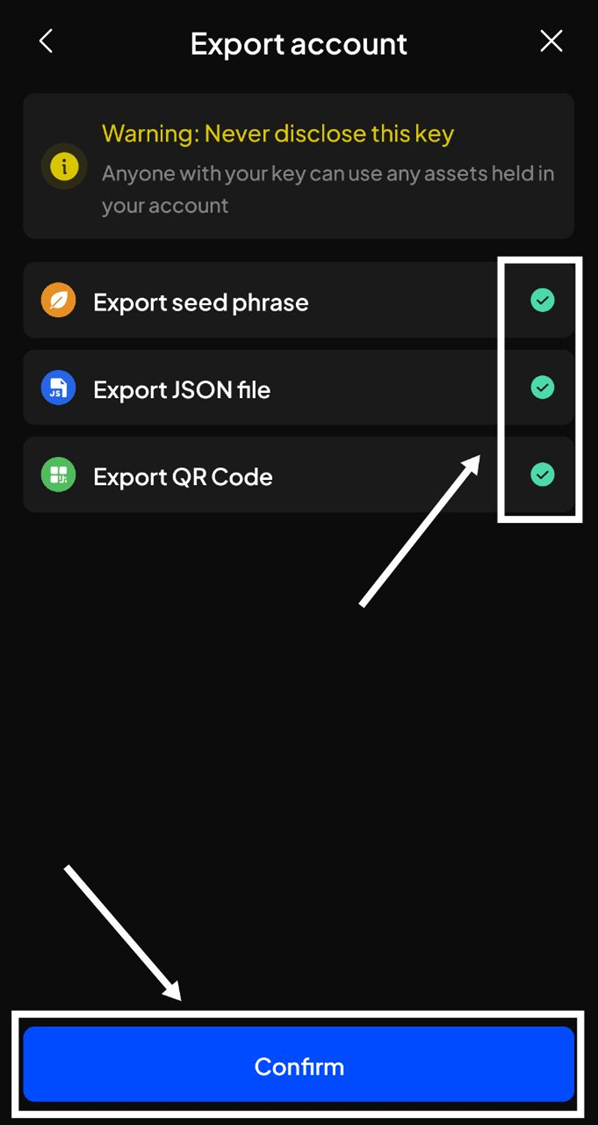 Export account
Warning: Never disclose this key
Anyone with your key can use any assets held in
your account
Export seed phrase
JS
Export JSON file
Export QR Code
Confirm